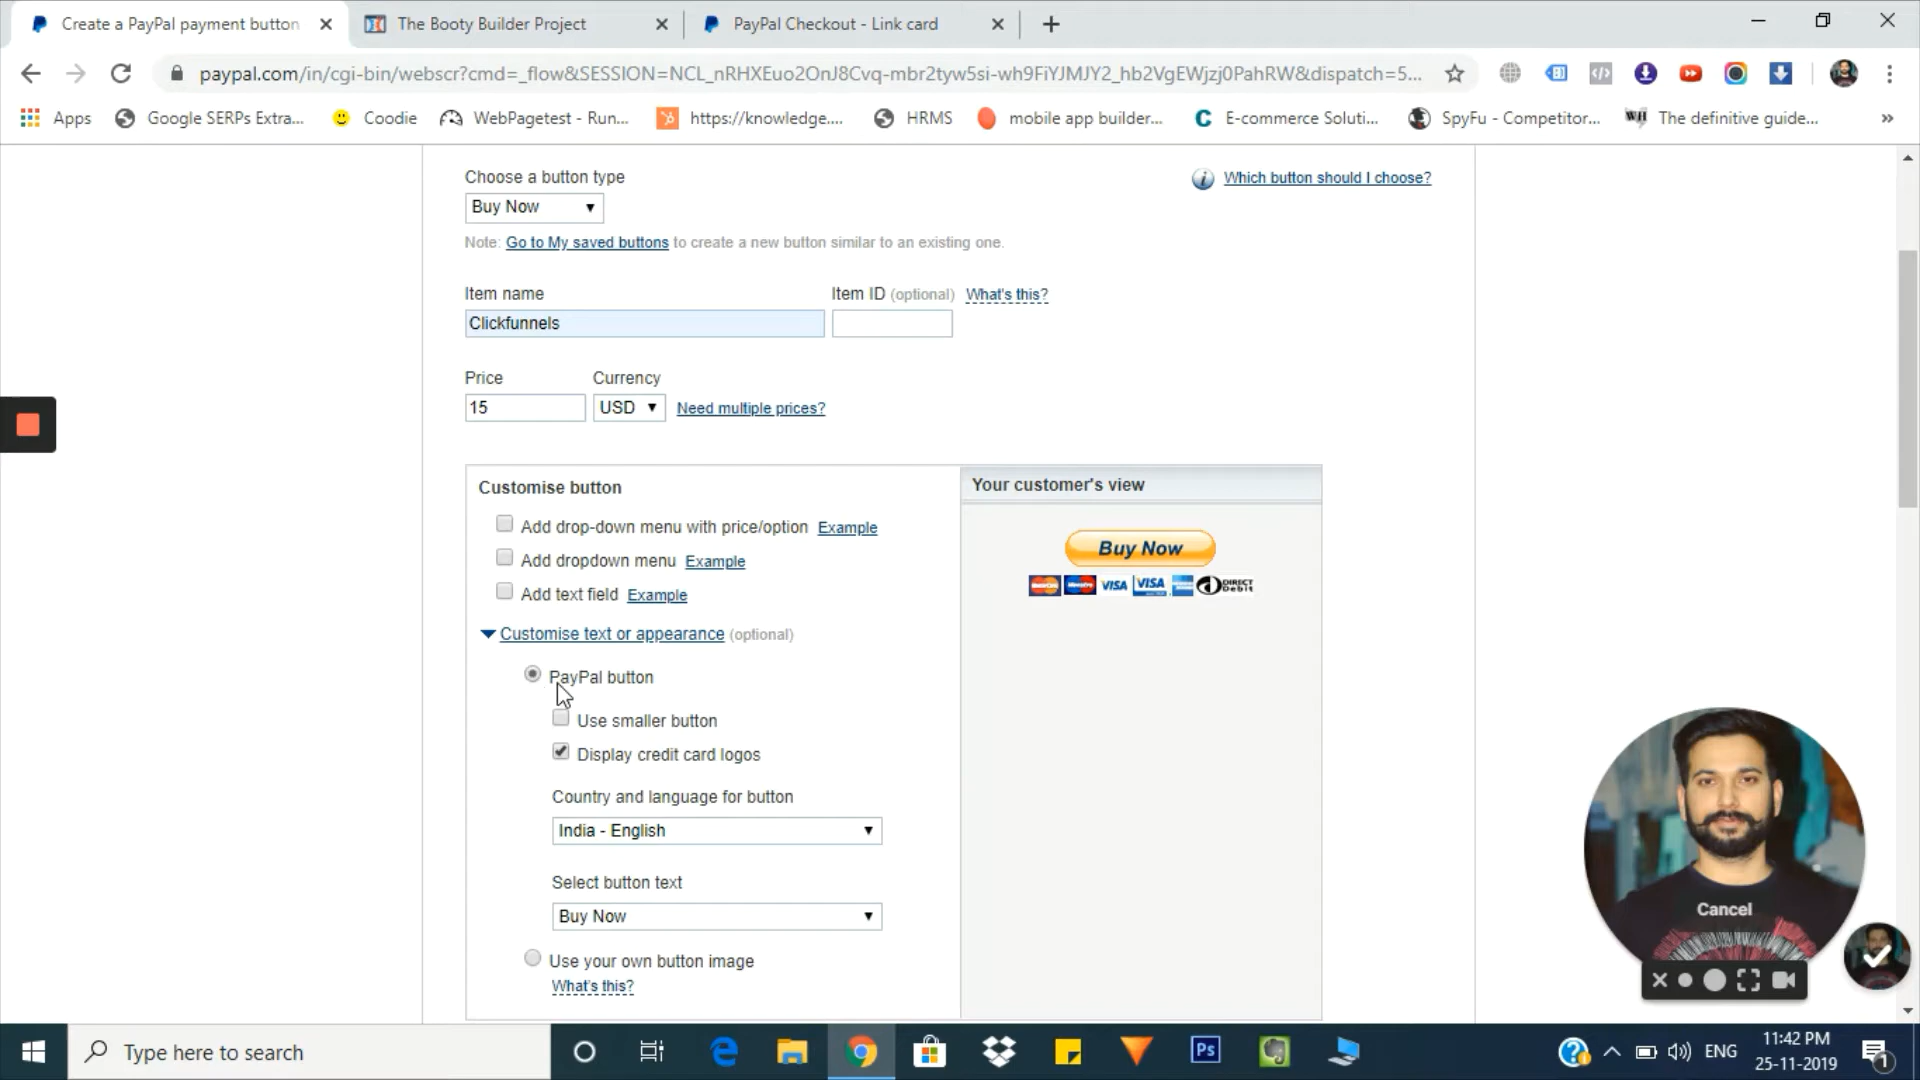 Create a PayPal payment button
The Booty Builder Project
PayPal Checkout - Link card
paypal.com/in/cgi-bin/webscr?cmd=_flow&SESSION=NCL_nRHXEuo2OnJ8Cvq-mbr2tyw5si-wh9FiYJMJY2_hb2VgEWjzj0PahRW&dispatch=5...
Apps
Google SERPs Extra...
Coodie
WebPagetest - Run...
https://knowledge....
HRMS
mobile app builder...
E-commerce Soluti...
SpyFu - Competitor...
The definitive guide...
»
Choose a button type
Which button should I choose?
Buy Now
Note: Go to My saved buttons to create a new button similar to an existing one.
Item name
Item ID (optional) What's this?
Clickfunnels
Price
Currency
15
USD
Need multiple prices?
Customise button
Your customer's view
Add drop-down menu with price/option Example
Buy Now
Add dropdown menu Example
VISA
VISA
DIRECT
Debit
Add text field Example
Customise text or appearance (optional)
PayPal button
Use smaller button
Display credit card logos
Country and language for button
India - English
Select button text
Buy Now
Cancel
Use your own button image
What's this?
Type here to search
Ps
ENG
11:42 PM
25-11-2019
1